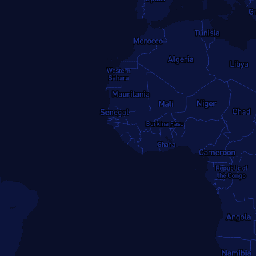 Tunisia
Morocco
Algeria
Libya
Western
Sahara
Mauritania
Mali
Niger
Chad
Senegal
Burkina Faso
Ghana
Cameroon
Republic of
the Congo
Angola
Namibia